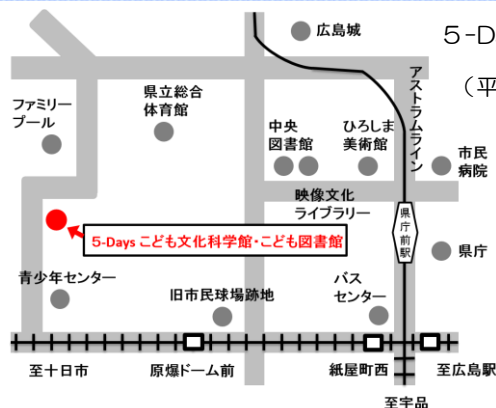 広島城
5-D
(平
アストラムライン
ファミリー
プール
県立総合
体育館
中央
図書館
ひろしま
美術館
市民
病院
映像文化
ライブラリー
県庁前駅
県庁
5-Days こども文化科学館・こども図書館
青少年センター
旧市民球場跡地
バス
センター
至十日市
原爆ドーム前
紙屋町西
至広島駅
至宇品